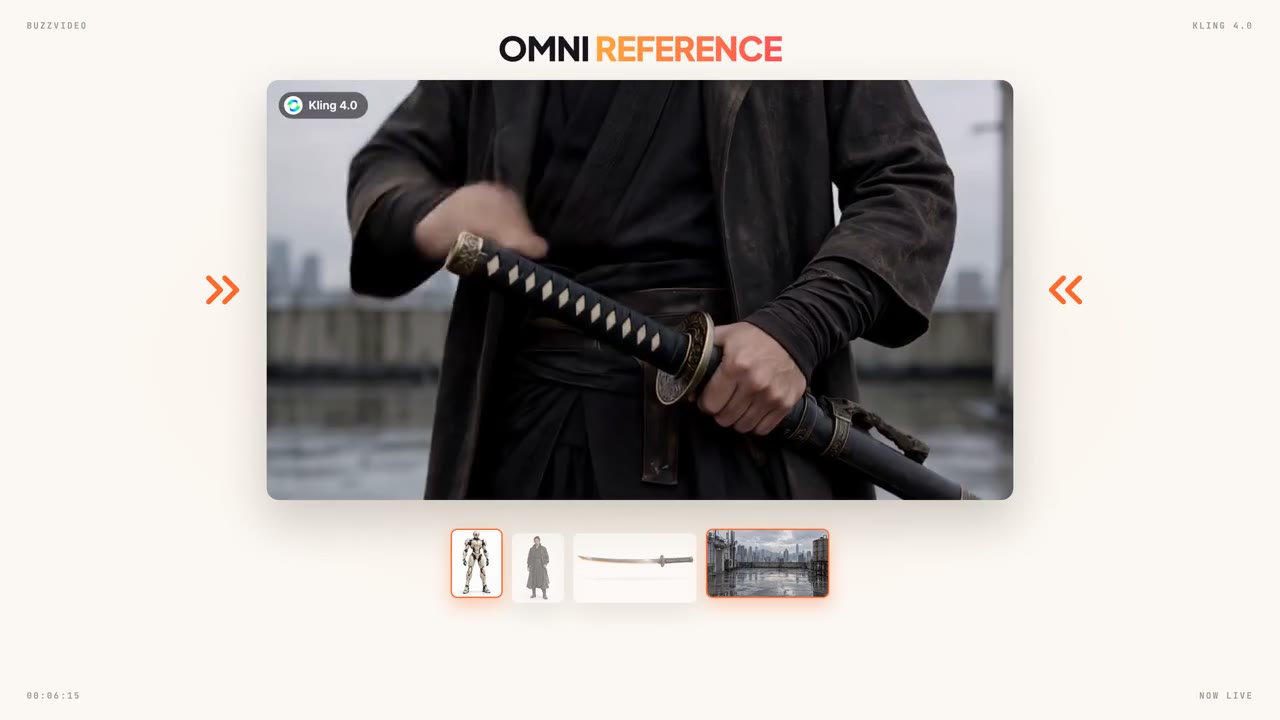 BUZZVIDEO
KLING 4.0
OMNI REFERENCE
Kling 4.0
00:06:15
NOW LIVE